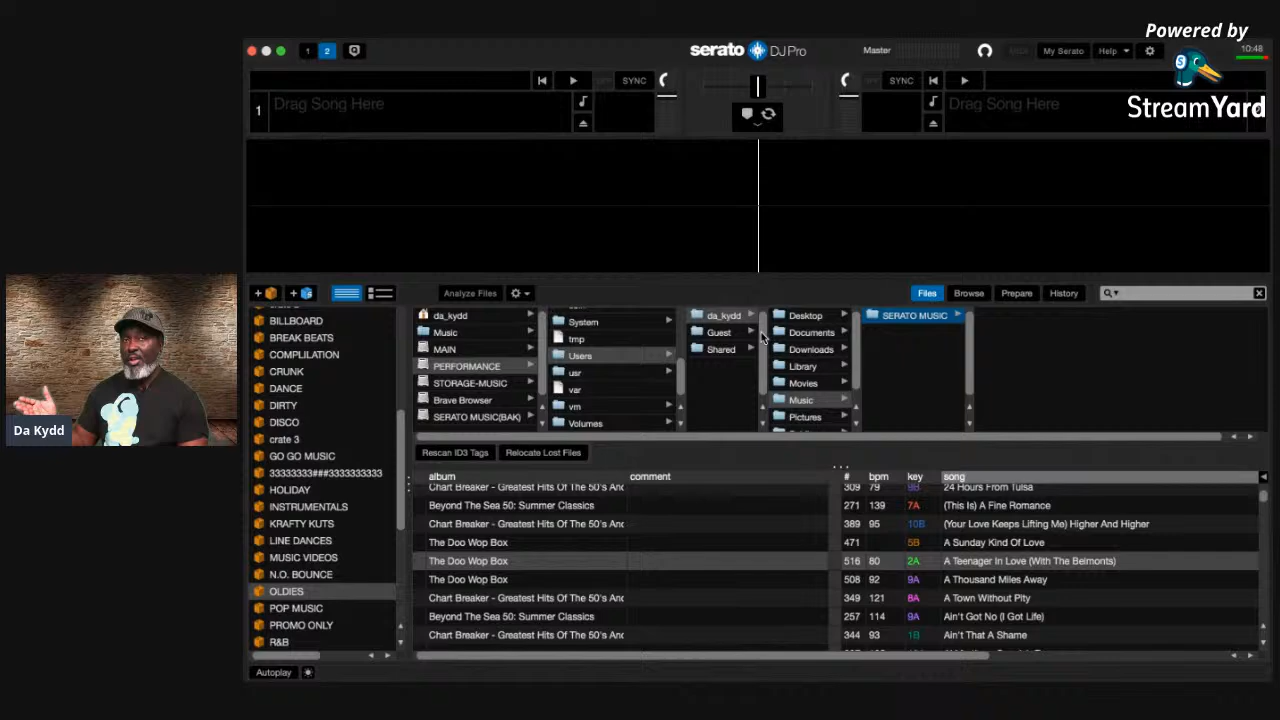 Powered by
StreamYard
1 2
serato DJ Pro
Master
MIDI
My Serato
Help
10:48
SYNC
SYNC
1
Drag Song Here
Drag Song Here
Da Kydd
Analyze Files
Files
Browse
Prepare
History
BILLBOARD
BREAK BEATS
COMPLILATION
CRUNK
DANCE
DIRTY
DISCO
crate 3
GO GO MUSIC
33333333###3333333333
HOLIDAY
INSTRUMENTALS
KRAFTY KUTS
LINE DANCES
MUSIC VIDEOS
N.O. BOUNCE
OLDIES
POP MUSIC
PROMO ONLY
R&B
Autoplay
da_kydd
Music
MAIN
PERFORMANCE
STORAGE-MUSIC
Brave Browser
SERATO MUSIC(BAK)
System
tmp
Users
usr
var
vm
Volumes
da_kydd
Guest
Shared
Desktop
Documents
Downloads
Library
Movies
Music
Pictures
SERATO MUSIC
Rescan ID3 Tags
Relocate Lost Files
album comment # bpm key song
Chart Breaker - Greatest Hits Of The 50's And 309 79 9B 24 Hours From Tulsa
Beyond The Sea 50: Summer Classics 271 139 7A (This Is) A Fine Romance
Chart Breaker - Greatest Hits Of The 50's And 389 95 10B (Your Love Keeps Lifting Me) Higher And Higher
The Doo Wop Box 471 5B A Sunday Kind Of Love
The Doo Wop Box 516 80 2A A Teenager In Love (With The Belmonts)
The Doo Wop Box 508 92 9A A Thousand Miles Away
Chart Breaker - Greatest Hits Of The 50's And 349 121 8A A Town Without Pity
Beyond The Sea 50: Summer Classics 257 114 9A Ain't Got No (I Got Life)
Chart Breaker - Greatest Hits Of The 50's And 344 93 1B Ain't That A Shame